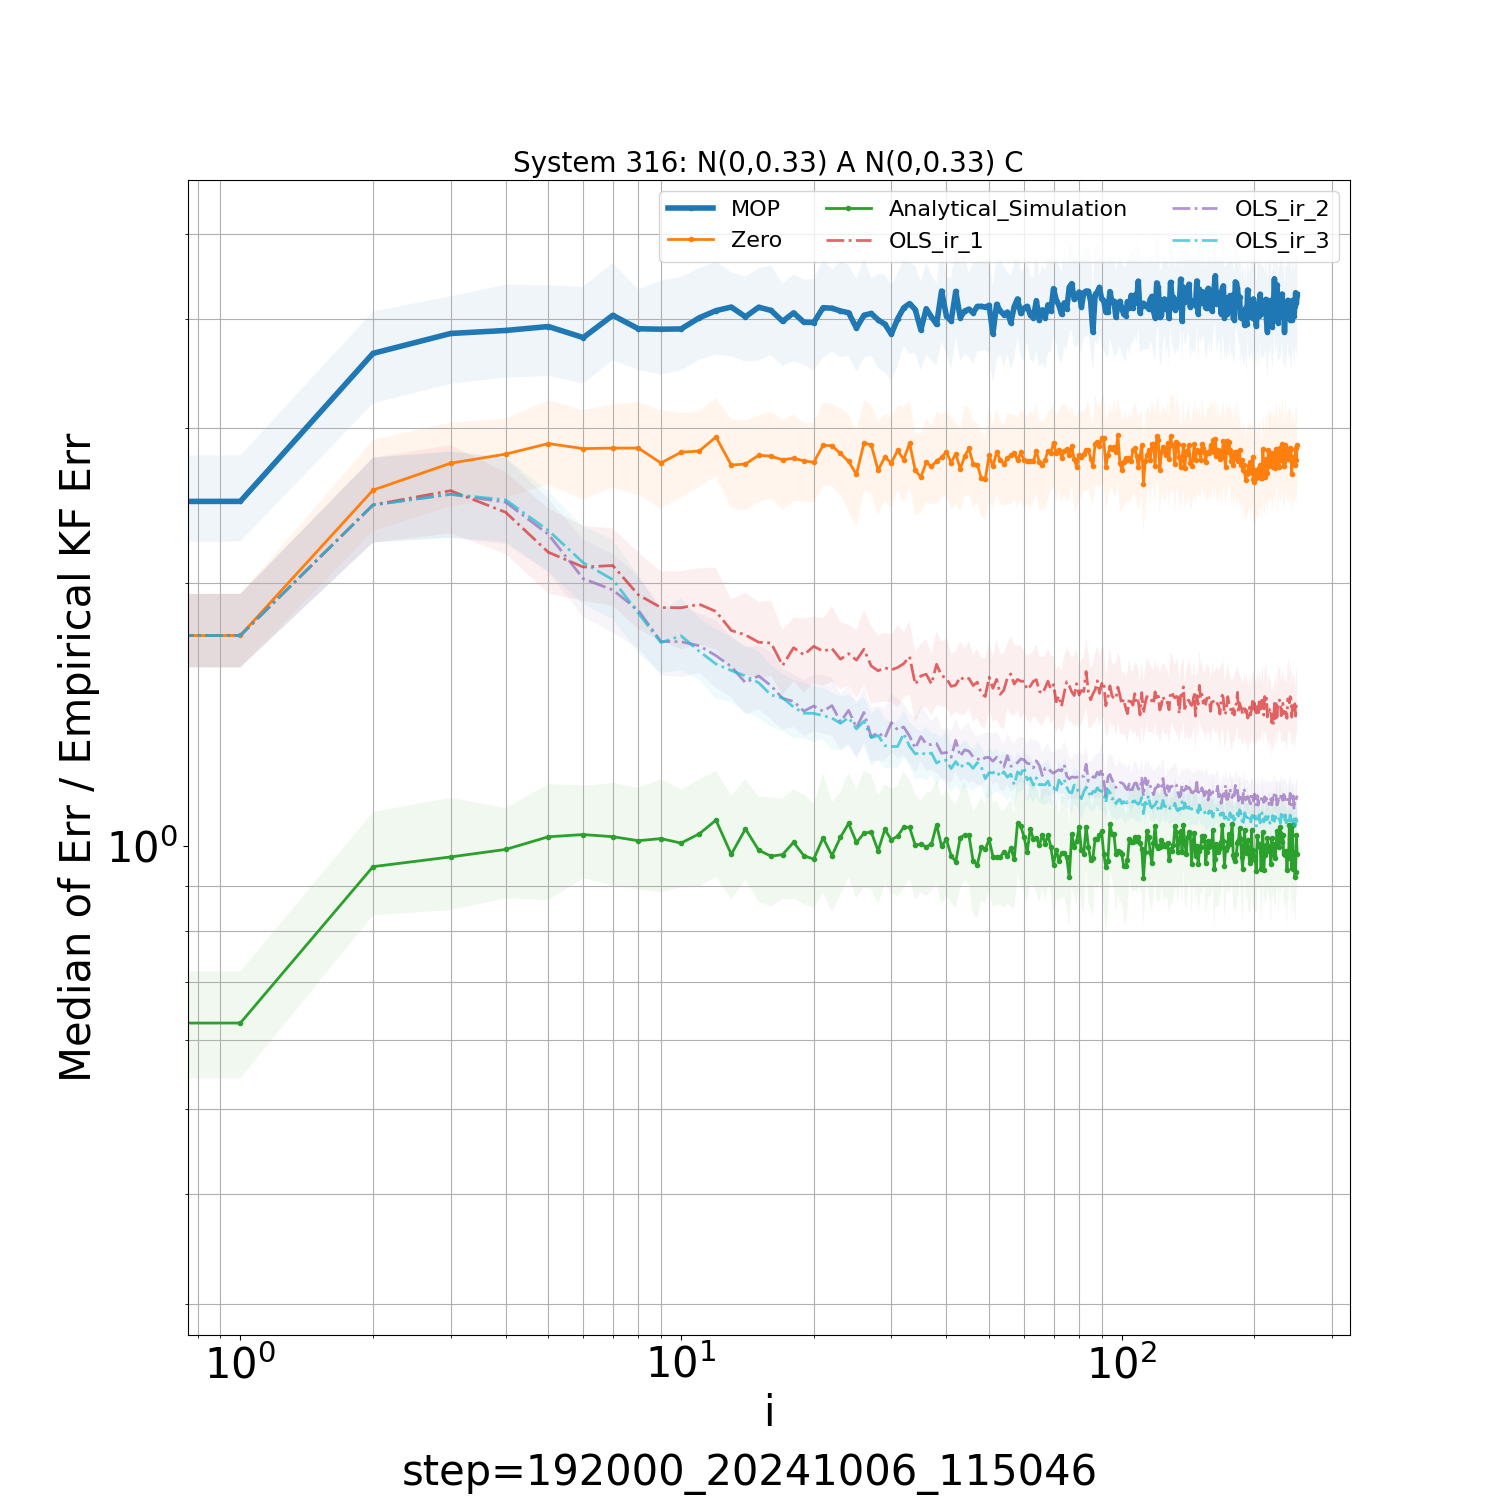 System 316: N(0,0.33) A N(0,0.33) C
MOP
Zero
Analytical_Simulation
OLS_ir_1
OLS_ir_2
OLS_ir_3
Median of Err / Empirical KF Err
10⁰
10⁰ 10¹ 10²
i
step=192000_20241006_115046